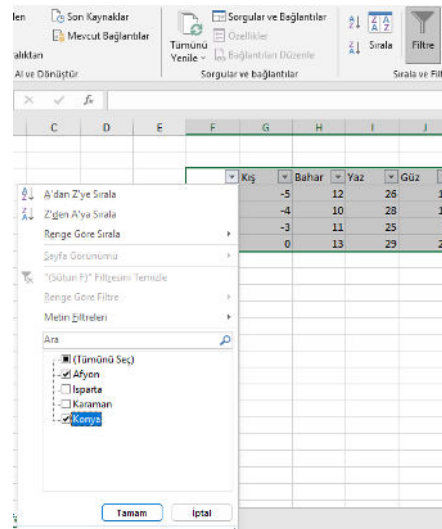 Son Kaynaklar
Mevcut Bağlantılar
Al ve Dönüştür
Tümünü Yenile
Sorgular ve Bağlantılar
Özellikler
Bağlantıları Düzenle
Sorgular ve bağlantılar
Sırala
Filtre
Sırala ve Filt
fx
C D E F G H I J
Kış Bahar Yaz Güz
-5 12 26
-4 10 28
-3 11 25
0 13 29
A'dan Z'ye Sırala
Z'den A'ya Sırala
Renge Göre Sırala
Sayfa Görünümü
"(Sütun F)" Filtresini Temizle
Renge Göre Filtre
Metin Filtreleri
Ara
(Tümünü Seç)
Afyon
Isparta
Karaman
Konya
Tamam İptal